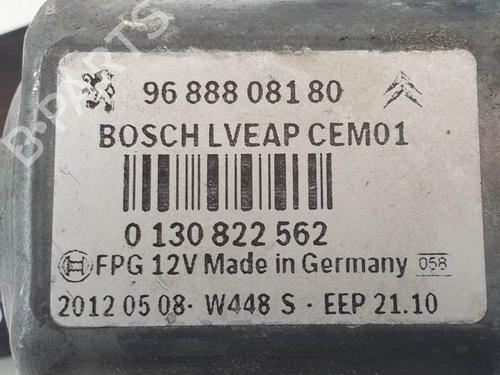 96 888 081 80
BOSCH LVEAP CEM01
0 130 822 562
FPG 12V Made in Germany 058
2012 05 08- W448 S - EEP 21.10
B-PARTS